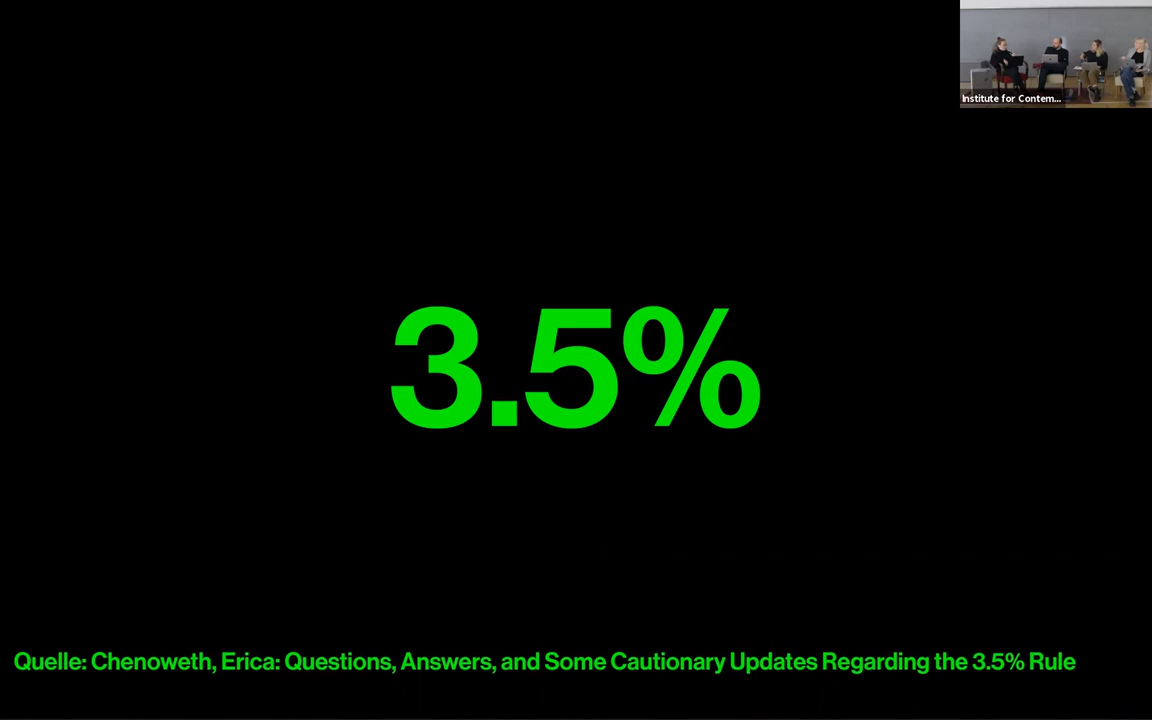 Institute for Contem...
3.5%
Quelle: Chenoweth, Erica: Questions, Answers, and Some Cautionary Updates Regarding the 3.5% Rule